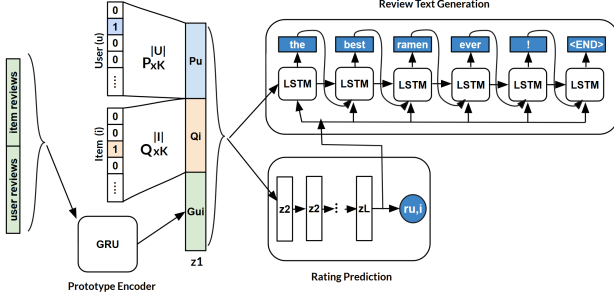 Review Text Generation
the best ramen ever ! <END>
LSTM LSTM LSTM LSTM LSTM LSTM
User (u)
0
1
0
0
...
|U|
PxK
Pu
Item (i)
0
0
1
0
...
|I|
QxK
Qi
item reviews
user reviews
GRU
Prototype Encoder
Gui
z1
z2 z2 ... zL ru,i
Rating Prediction